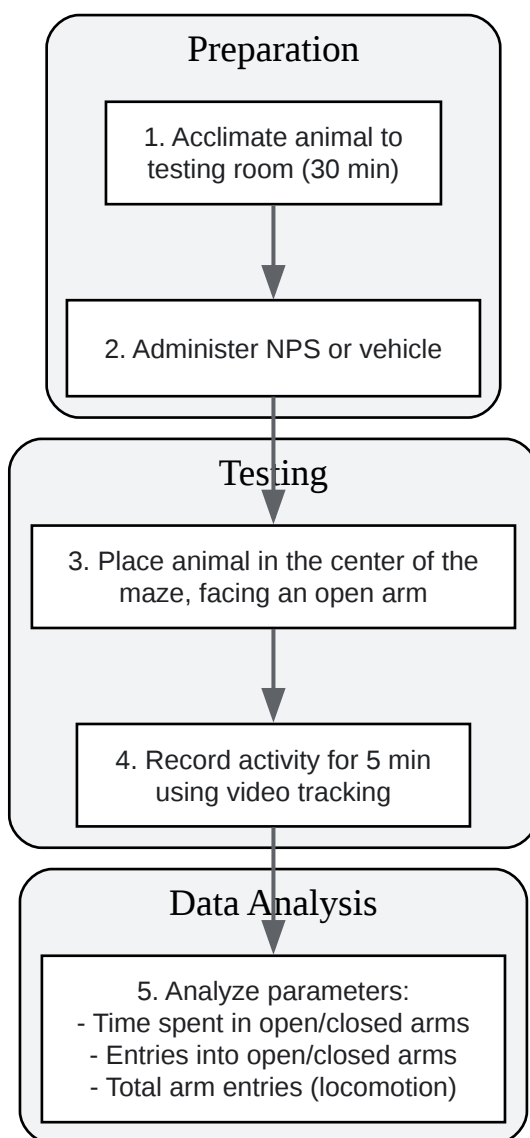 Preparation
1. Acclimate animal to
testing room (30 min)
2. Administer NPS or vehicle
Testing
3. Place animal in the center of the
maze, facing an open arm
4. Record activity for 5 min
using video tracking
Data Analysis
5. Analyze parameters:
- Time spent in open/closed arms
- Entries into open/closed arms
- Total arm entries (locomotion)